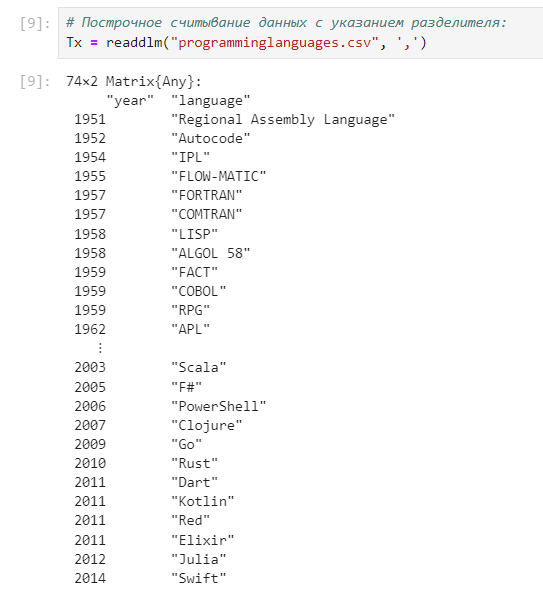 [9]: # Построчное считывание данных с указанием разделителя:
Tx = readdlm("programminglanguages.csv", ',')
[9]: 74×2 Matrix{Any}:
"year" "language"
1951 "Regional Assembly Language"
1952 "Autocode"
1954 "IPL"
1955 "FLOW-MATIC"
1957 "FORTRAN"
1957 "COMTRAN"
1958 "LISP"
1958 "ALGOL 58"
1959 "FACT"
1959 "COBOL"
1959 "RPG"
1962 "APL"
⋮
2003 "Scala"
2005 "F#"
2006 "PowerShell"
2007 "Clojure"
2009 "Go"
2010 "Rust"
2011 "Dart"
2011 "Kotlin"
2011 "Red"
2011 "Elixir"
2012 "Julia"
2014 "Swift"